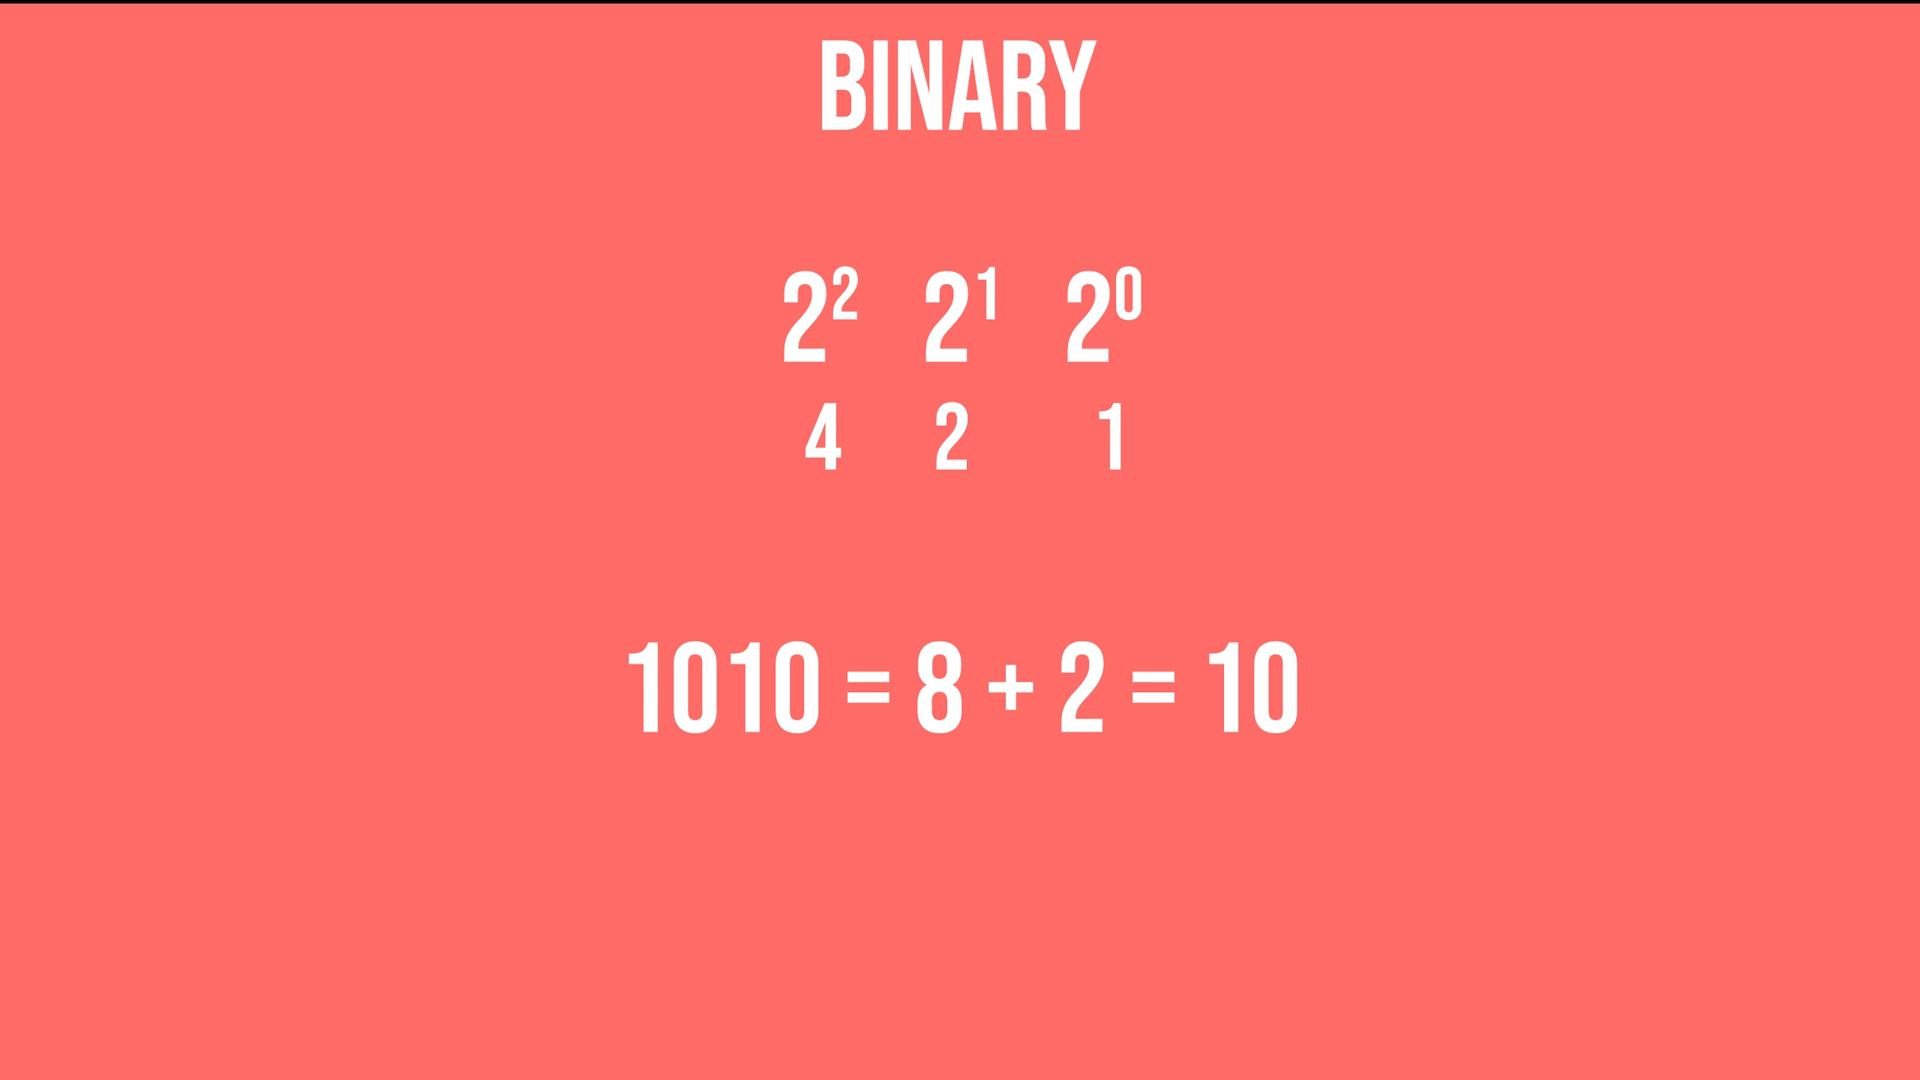 BINARY
2² 2¹ 2⁰
4 2 1
1010 = 8 + 2 = 10